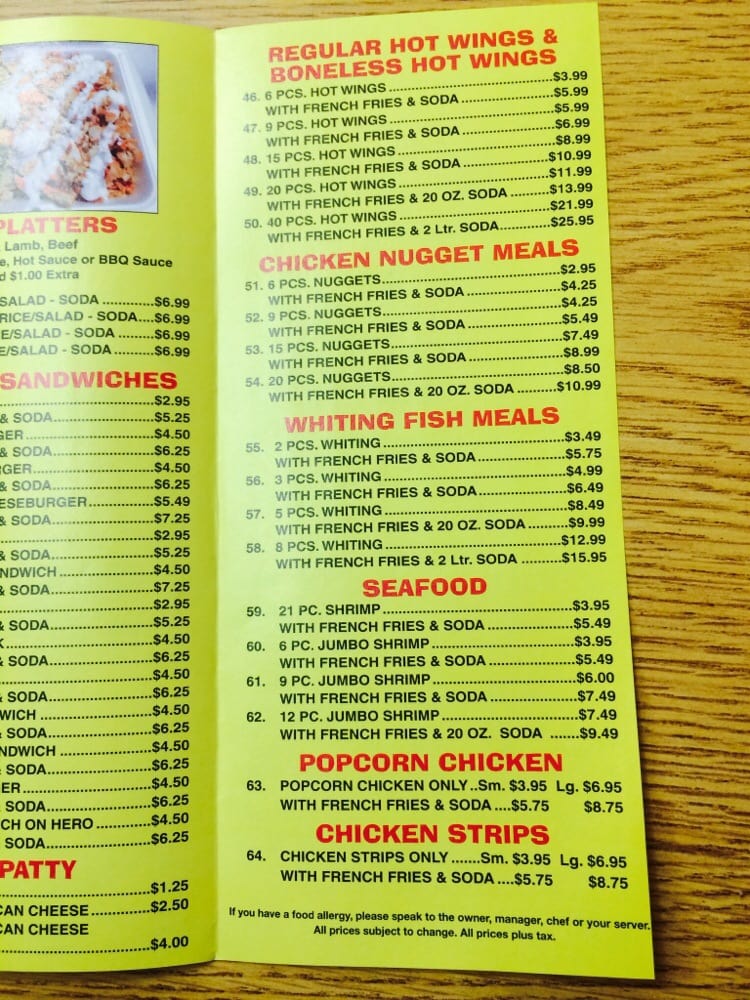 PLATTERS
Lamb, Beef
e, Hot Sauce or BBQ Sauce
d $1.00 Extra
/SALAD - SODA ............$6.99
RICE/SALAD - SODA....$6.99
E/SALAD - SODA .........$6.99
E/SALAD - SODA .........$6.99
SANDWICHES
$2.95
& SODA.....................$5.25
GER..........................$4.50
& SODA.....................$6.25
RGER........................$4.50
& SODA.....................$6.25
ESEBURGER..............$5.49
& SODA.....................$7.25
$2.95
& SODA.....................$5.25
NDWICH....................$4.50
& SODA.....................$7.25
$2.95
& SODA.....................$5.25
K..............................$4.50
& SODA.....................$6.25
$4.50
& SODA.....................$6.25
WICH........................$4.50
& SODA.....................$6.25
NDWICH....................$4.50
& SODA.....................$6.25
ER............................$4.50
& SODA.....................$6.25
CH ON HERO.............$4.50
SODA........................$6.25
PATTY
$1.25
CAN CHEESE.............$2.50
CAN CHEESE
$4.00
REGULAR HOT WINGS &
BONELESS HOT WINGS
46. 6 PCS. HOT WINGS....................$3.99
WITH FRENCH FRIES & SODA..............$5.99
47. 9 PCS. HOT WINGS....................$5.99
WITH FRENCH FRIES & SODA..............$6.99
48. 15 PCS. HOT WINGS...................$8.99
WITH FRENCH FRIES & SODA..............$10.99
49. 20 PCS. HOT WINGS...................$11.99
WITH FRENCH FRIES & 20 OZ. SODA.......$13.99
50. 40 PCS. HOT WINGS...................$21.99
WITH FRENCH FRIES & 2 Ltr. SODA.......$25.95
CHICKEN NUGGET MEALS
51. 6 PCS. NUGGETS......................$2.95
WITH FRENCH FRIES & SODA..............$4.25
52. 9 PCS. NUGGETS......................$4.25
WITH FRENCH FRIES & SODA..............$5.49
53. 15 PCS. NUGGETS.....................$7.49
WITH FRENCH FRIES & SODA..............$8.99
54. 20 PCS. NUGGETS.....................$8.50
WITH FRENCH FRIES & 20 OZ. SODA.......$10.99
WHITING FISH MEALS
55. 2 PCS. WHITING......................$3.49
WITH FRENCH FRIES & SODA..............$5.75
56. 3 PCS. WHITING......................$4.99
WITH FRENCH FRIES & SODA..............$6.49
57. 5 PCS. WHITING......................$8.49
WITH FRENCH FRIES & 20 OZ. SODA.......$9.99
58. 8 PCS. WHITING......................$12.99
WITH FRENCH FRIES & 2 Ltr. SODA.......$15.95
SEAFOOD
59. 21 PC. SHRIMP.......................$3.95
WITH FRENCH FRIES & SODA..............$5.49
60. 6 PC. JUMBO SHRIMP..................$3.95
WITH FRENCH FRIES & SODA..............$5.49
61. 9 PC. JUMBO SHRIMP..................$6.00
WITH FRENCH FRIES & SODA..............$7.49
62. 12 PC. JUMBO SHRIMP.................$7.49
WITH FRENCH FRIES & 20 OZ. SODA.......$9.49
POPCORN CHICKEN
63. POPCORN CHICKEN ONLY..Sm. $3.95 Lg. $6.95
WITH FRENCH FRIES & SODA....$5.75 $8.75
CHICKEN STRIPS
64. CHICKEN STRIPS ONLY.......Sm. $3.95 Lg. $6.95
WITH FRENCH FRIES & SODA....$5.75 $8.75
If you have a food allergy, please speak to the owner, manager, chef or your server.
All prices subject to change. All prices plus tax.